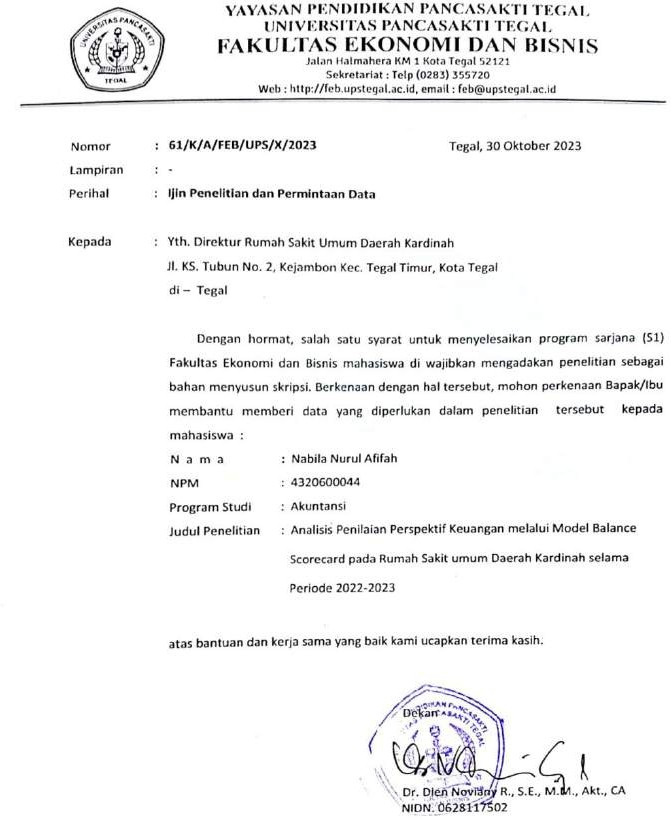 YAYASAN PENDIDIKAN PANCASAKTI TEGAL
UNIVERSITAS PANCASAKTI TEGAL
FAKULTAS EKONOMI DAN BISNIS
Jalan Halmahera KM 1 Kota Tegal 52121
Sekretariat : Telp (0283) 355720
Web : http://feb.upstegal.ac.id, email : feb@upstegal.ac.id
UNIVERSITAS PANCASAKTI
TEGAL
Nomor : 61/K/A/FEB/UPS/X/2023 Tegal, 30 Oktober 2023
Lampiran : -
Perihal : Ijin Penelitian dan Permintaan Data
Kepada : Yth. Direktur Rumah Sakit Umum Daerah Kardinah
Jl. KS. Tubun No. 2, Kejambon Kec. Tegal Timur, Kota Tegal
di – Tegal
Dengan hormat, salah satu syarat untuk menyelesaikan program sarjana (S1)
Fakultas Ekonomi dan Bisnis mahasiswa di wajibkan mengadakan penelitian sebagai
bahan menyusun skripsi. Berkenaan dengan hal tersebut, mohon perkenaan Bapak/Ibu
membantu memberi data yang diperlukan dalam penelitian tersebut kepada
mahasiswa :
N a m a : Nabila Nurul Afifah
NPM : 4320600044
Program Studi : Akuntansi
Judul Penelitian : Analisis Penilaian Perspektif Keuangan melalui Model Balance
Scorecard pada Rumah Sakit umum Daerah Kardinah selama
Periode 2022-2023
atas bantuan dan kerja sama yang baik kami ucapkan terima kasih.
Dekan
PENDIDIKAN PANCASAKTI
PANCASAKTI TEGAL
Dr. Dien Noviany R., S.E., M.M., Akt., CA
NIDN. 0628117502